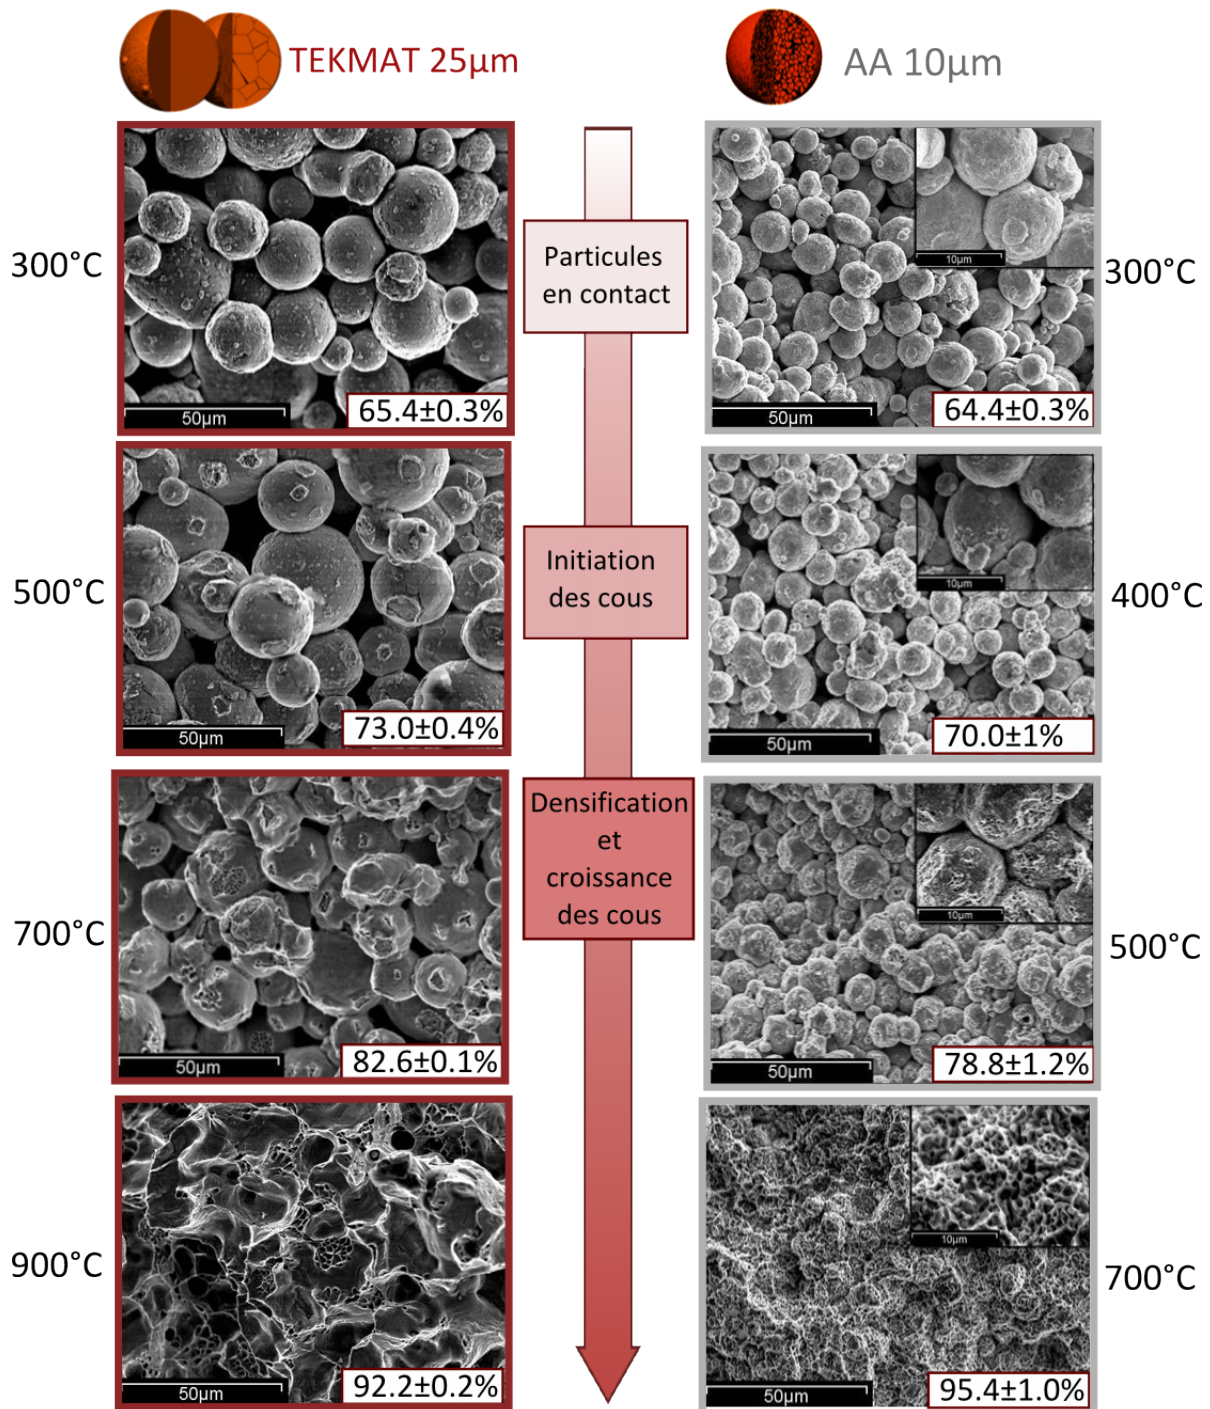 TEKMAT 25µm
AA 10µm
300°C
50µm
65.4±0.3%
Particules
en contact
10µm
50µm
64.4±0.3%
300°C
500°C
50µm
73.0±0.4%
Initiation
des cous
10µm
50µm
70.0±1%
400°C
700°C
50µm
82.6±0.1%
Densification
et
croissance
des cous
10µm
50µm
78.8±1.2%
500°C
900°C
50µm
92.2±0.2%
10µm
50µm
95.4±1.0%
700°C